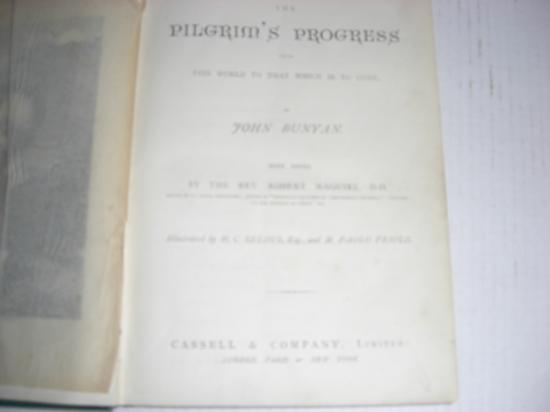 THE
PILGRIM'S PROGRESS
FROM
THIS WORLD TO THAT WHICH IS TO COME.
BY
JOHN BUNYAN.
WITH NOTES
BY THE REV. ROBERT MAGUIRE, D.D.
Illustrated by H. C. SELOUS, Esq., and M. PAOLO PRIOLO.
CASSELL & COMPANY, LIMITED:
LONDON, PARIS & NEW YORK.